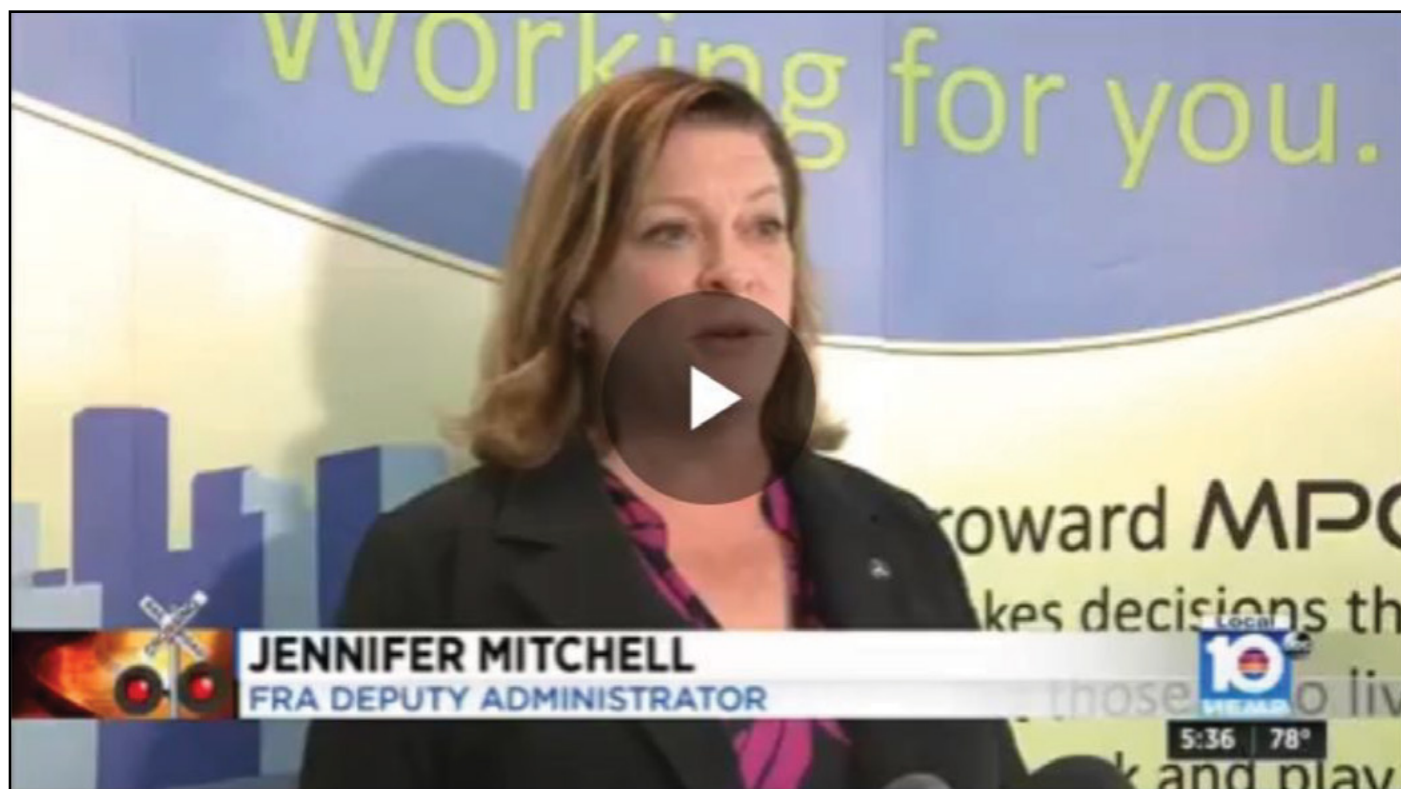 Working for you.
roward MPO
kes decisions th
JENNIFER MITCHELL
FRA DEPUTY ADMINISTRATOR
those o liv
Local
10
abc
5:36 78°
k and play